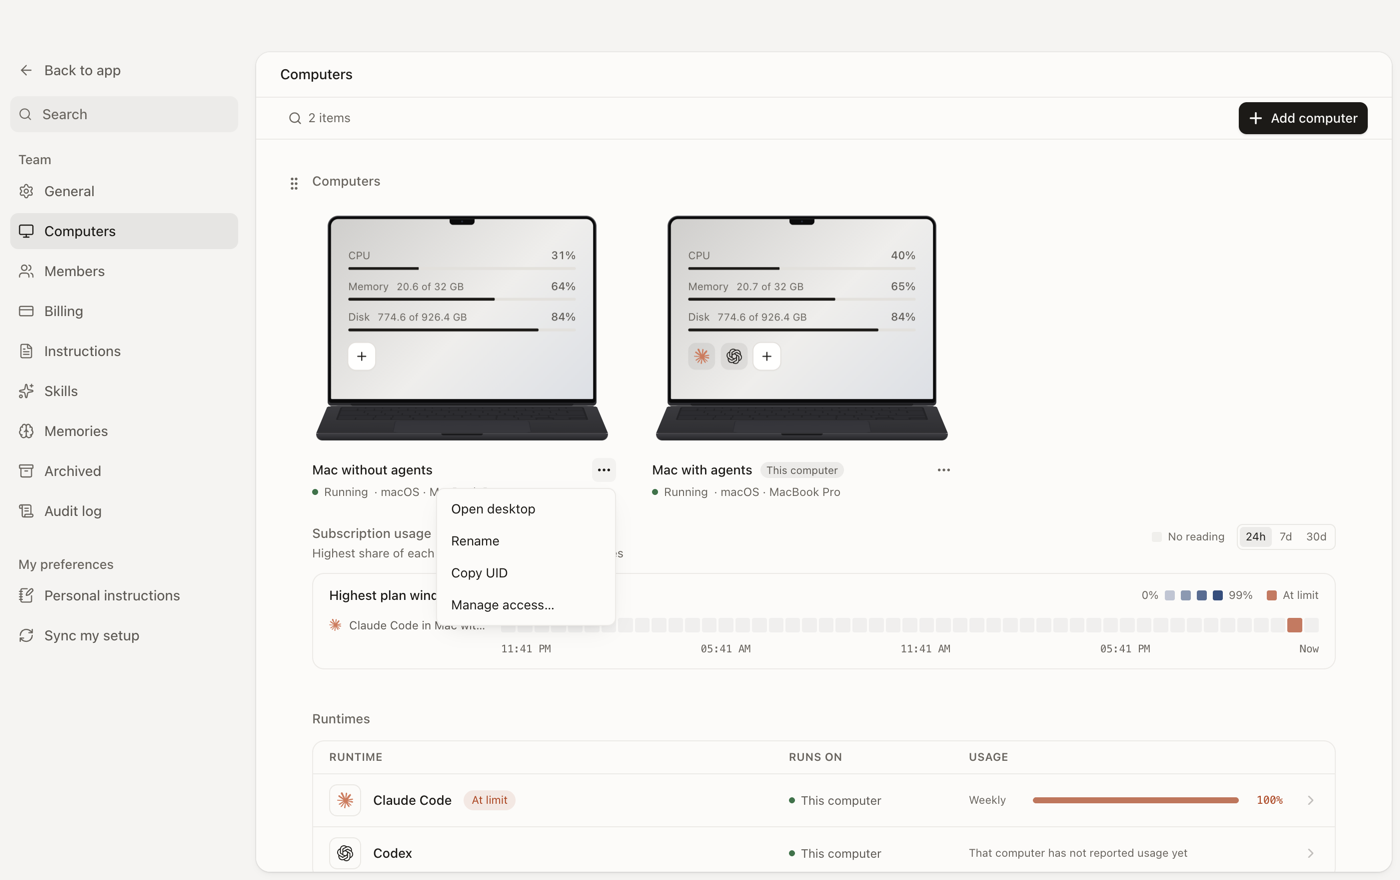 Back to app
Search
Team
General
Computers
Members
Billing
Instructions
Skills
Memories
Archived
Audit log
My preferences
Personal instructions
Sync my setup
Computers
2 items
Add computer
Computers
CPU 31%
Memory 20.6 of 32 GB 64%
Disk 774.6 of 926.4 GB 84%
CPU 40%
Memory 20.7 of 32 GB 65%
Disk 774.6 of 926.4 GB 84%
Mac without agents
Running · macOS · M
Mac with agents This computer
Running · macOS · MacBook Pro
Open desktop
Rename
Copy UID
Manage access...
Subscription usage
Highest share of each
No reading 24h 7d 30d
Highest plan wind
0% 99% At limit
Claude Code in Mac wit...
11:41 PM 05:41 AM 11:41 AM 05:41 PM Now
Runtimes
RUNTIME RUNS ON USAGE
Claude Code At limit This computer Weekly 100%
Codex This computer That computer has not reported usage yet